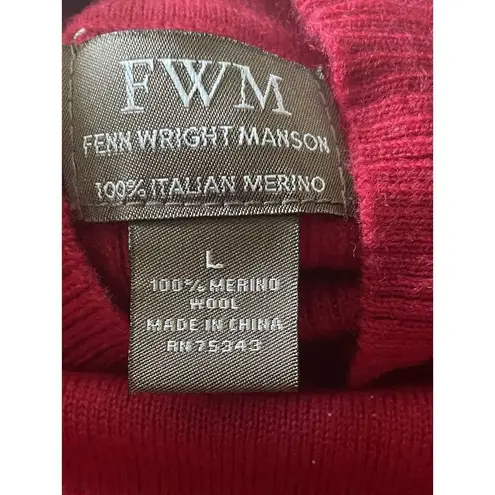 FWM
FENN WRIGHT MANSON
100% ITALIAN MERINO
L
100% MERINO
WOOL
MADE IN CHINA
RN 75343